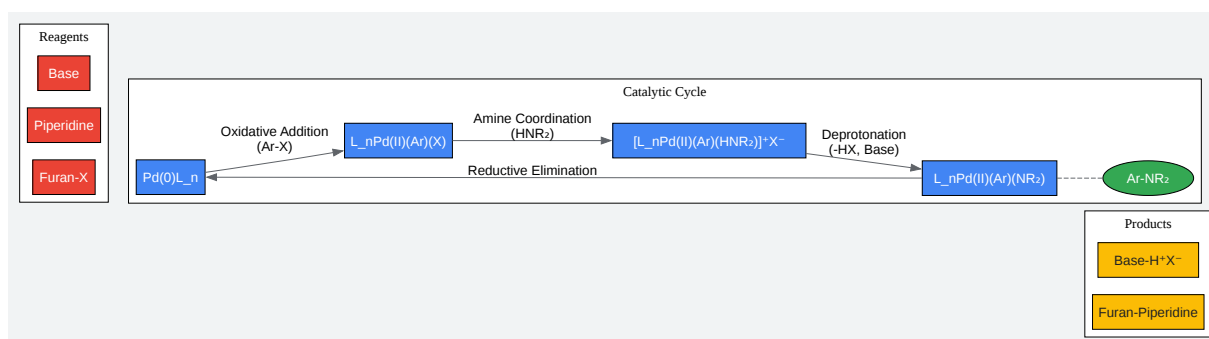 Reagents
Base
Piperidine
Furan-X
Catalytic Cycle
Oxidative Addition
(Ar-X)
Amine Coordination
(HNR₂)
Deprotonation
(-HX, Base)
Reductive Elimination
Pd(0)L_n
L_nPd(II)(Ar)(X)
[L_nPd(II)(Ar)(HNR₂)]⁺X⁻
L_nPd(II)(Ar)(NR₂)
Ar-NR₂
Products
Base-H⁺X⁻
Furan-Piperidine